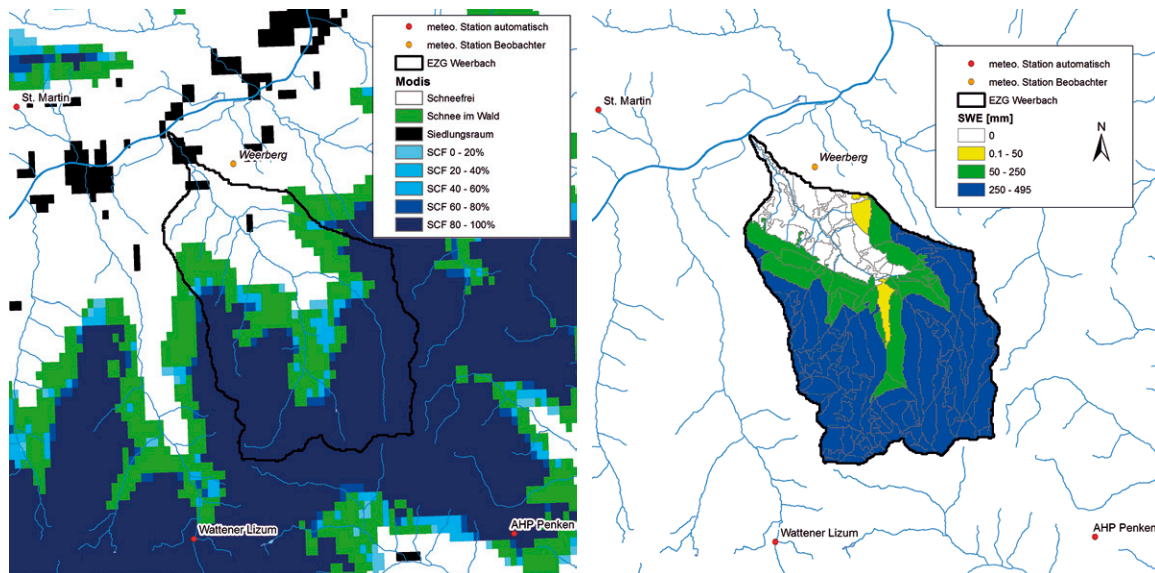 meteo. Station automatisch
meteo. Station Beobachter
EZG Weerbach
Modis
Schneefrei
Schnee im Wald
Siedlungsraum
SCF 0 - 20%
SCF 20 - 40%
SCF 40 - 60%
SCF 60 - 80%
SCF 80 - 100%
St. Martin
Weerberg
Wattener Lizum
AHP Penken
meteo. Station automatisch
meteo. Station Beobachter
EZG Weerbach
SWE [mm]
0
0.1 - 50
50 - 250
250 - 495
N
St. Martin
Weerberg
Wattener Lizum
AHP Penken